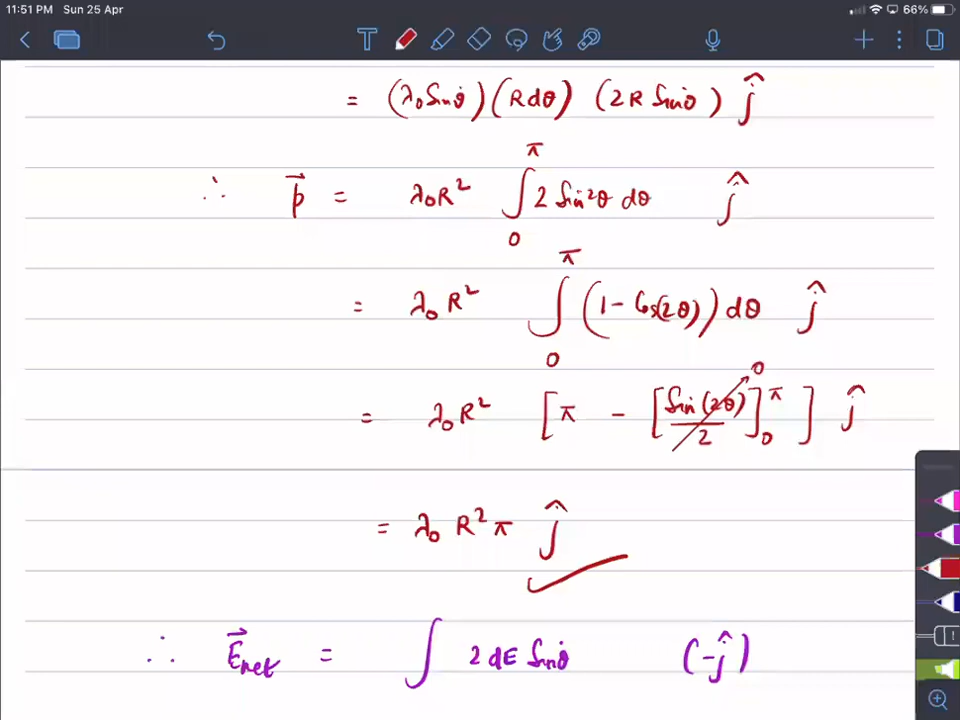 11:51 PM Sun 25 Apr 66%
= (λ₀ Sinθ) (R dθ) (2R Sinθ) ĵ
∴ p⃗ = λ₀R² ∫₀^π 2 Sin²θ dθ ĵ
= λ₀ R² ∫₀^π (1 - Cos(2θ)) dθ ĵ
= λ₀ R² [π - [Sin(2θ)/2]₀^π ] ĵ 0
= λ₀ R² π ĵ
∴ E⃗net = ∫ 2 dE Sinθ (-ĵ)